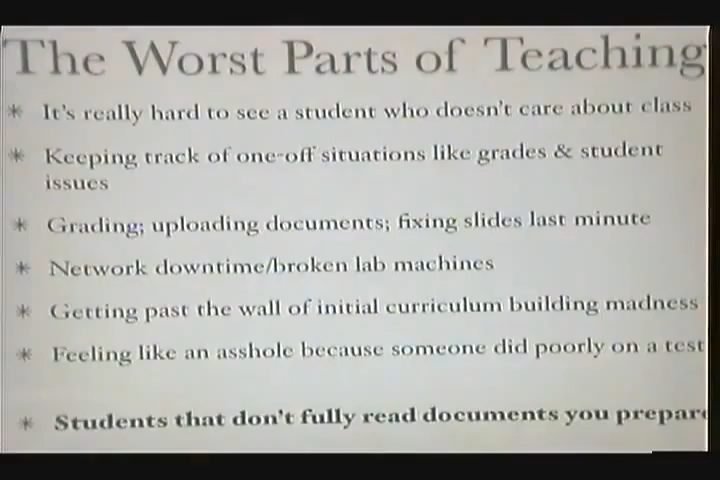 The Worst Parts of Teaching
* It's really hard to see a student who doesn't care about class
* Keeping track of one-off situations like grades & student
issues
* Grading; uploading documents; fixing slides last minute
* Network downtime/broken lab machines
* Getting past the wall of initial curriculum building madness
* Feeling like an asshole because someone did poorly on a test
* Students that don't fully read documents you prepare